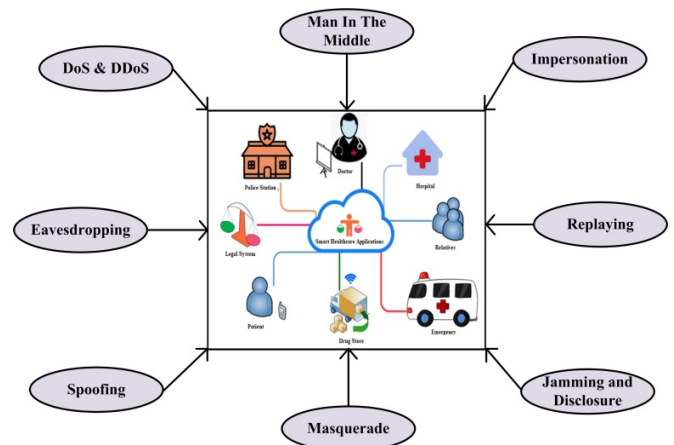 Man In The
Middle
DoS & DDoS
Impersonation
Doctor
Police Station ,
Hospital
Eavesdropping
Replaying
Smart Healthcare Applications
Legal System
Relatives
Patient
Drug Store
Emergency
Spoofing
Jamming and
Disclosure
Masquerade